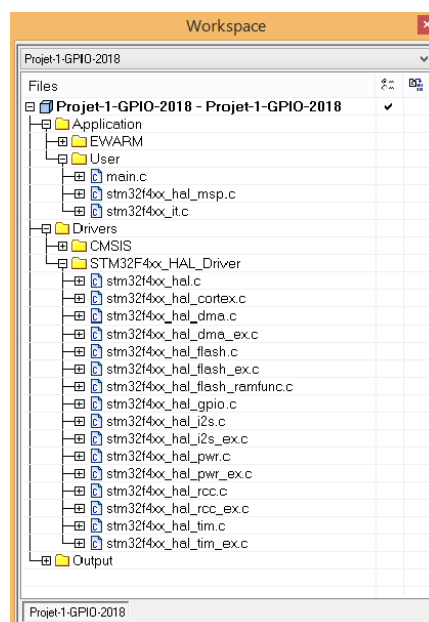 Workspace
Projet-1-GPIO-2018
Files
Projet-1-GPIO-2018 - Projet-1-GPIO-2018
Application
EWARM
User
main.c
stm32f4xx_hal_msp.c
stm32f4xx_it.c
Drivers
CMSIS
STM32F4xx_HAL_Driver
stm32f4xx_hal.c
stm32f4xx_hal_cortex.c
stm32f4xx_hal_dma.c
stm32f4xx_hal_dma_ex.c
stm32f4xx_hal_flash.c
stm32f4xx_hal_flash_ex.c
stm32f4xx_hal_flash_ramfunc.c
stm32f4xx_hal_gpio.c
stm32f4xx_hal_i2s.c
stm32f4xx_hal_i2s_ex.c
stm32f4xx_hal_pwr.c
stm32f4xx_hal_pwr_ex.c
stm32f4xx_hal_rcc.c
stm32f4xx_hal_rcc_ex.c
stm32f4xx_hal_tim.c
stm32f4xx_hal_tim_ex.c
Output
Projet-1-GPIO-2018